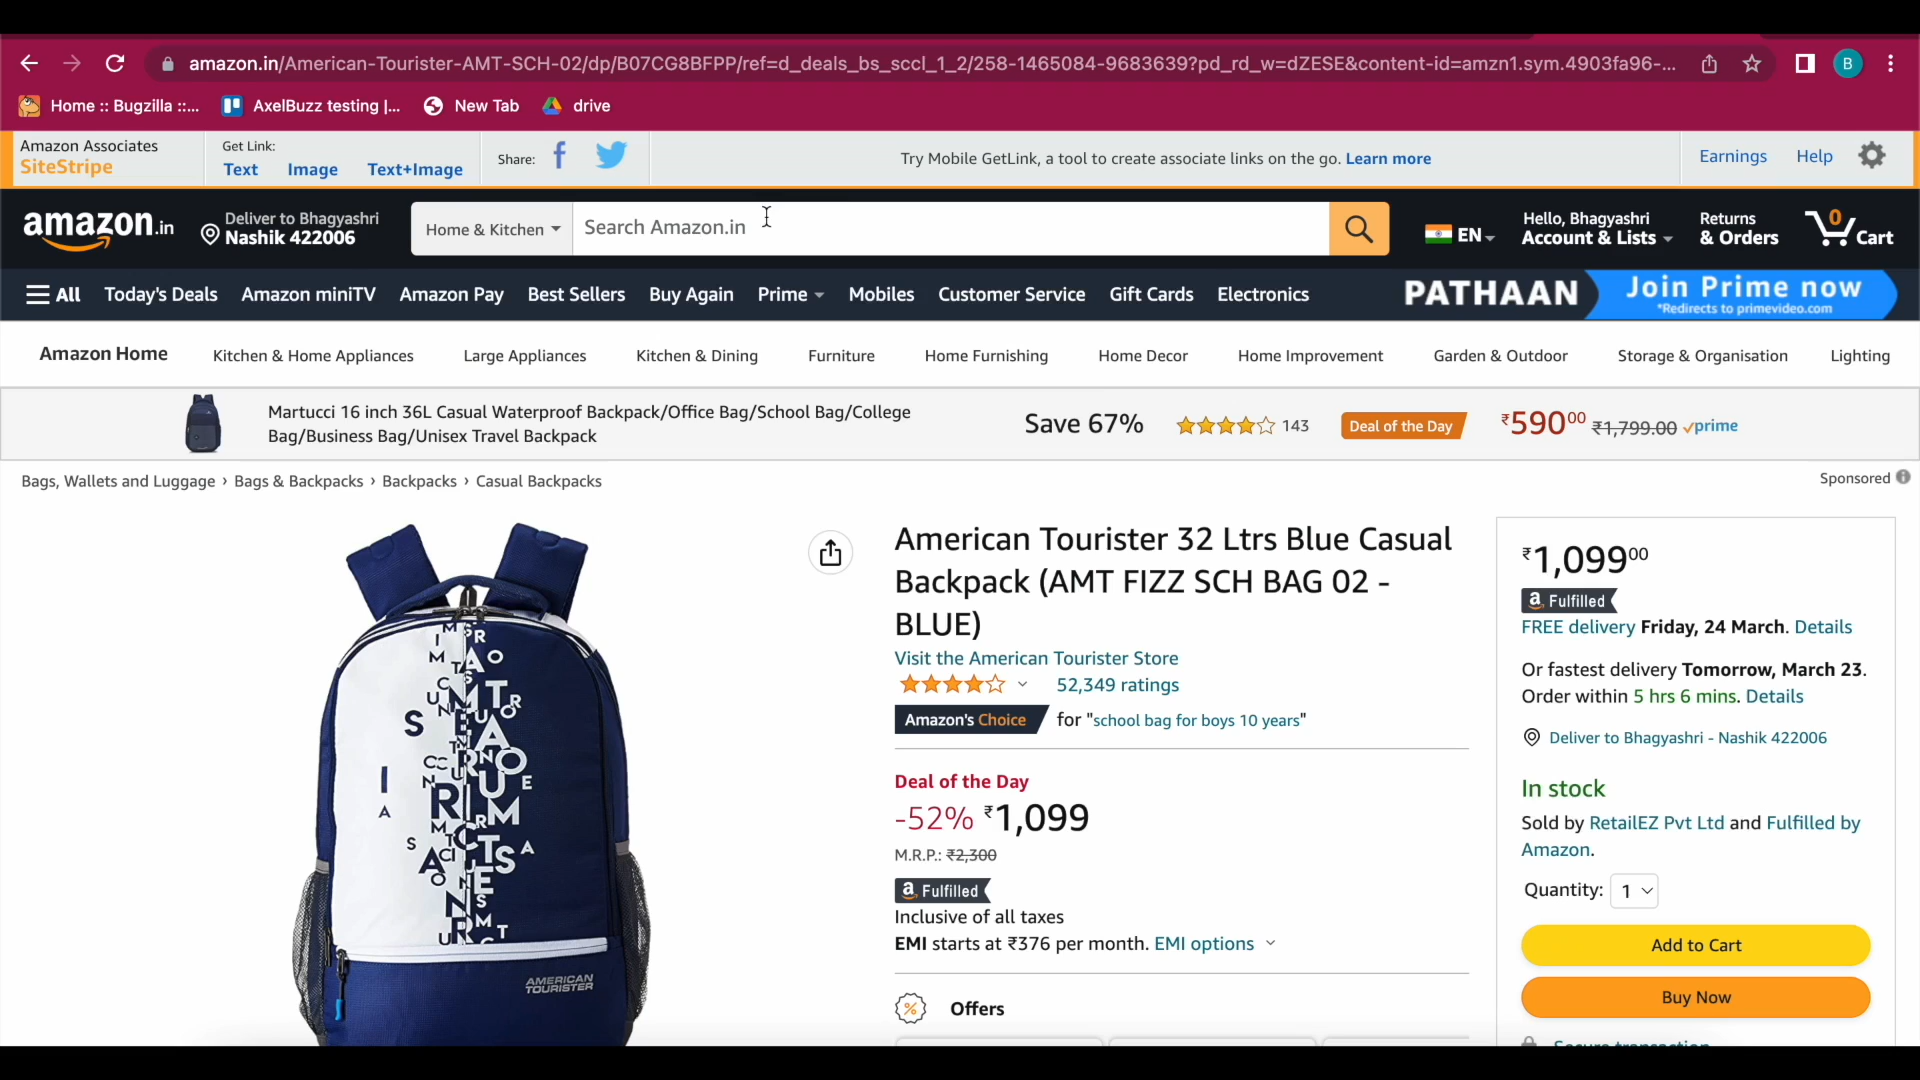 amazon.in/American-Tourister-AMT-SCH-02/dp/B07CG8BFPP/ref=d_deals_bs_sccl_1_2/258-1465084-9683639?pd_rd_w=dZESE&content-id=amzn1.sym.4903fa96-...
B
Home :: Bugzilla ::... AxelBuzz testing |... New Tab drive
Amazon Associates
SiteStripe
Get Link:
Text Image Text+Image
Share:
Try Mobile GetLink, a tool to create associate links on the go. Learn more
Earnings Help
amazon.in
Deliver to Bhagyashri
Nashik 422006
Home & Kitchen
Search Amazon.in
EN
Hello, Bhagyashri
Account & Lists
Returns
& Orders
0
Cart
All Today's Deals Amazon miniTV Amazon Pay Best Sellers Buy Again Prime Mobiles Customer Service Gift Cards Electronics
PATHAAN
Join Prime now
*Redirects to primevideo.com
Amazon Home Kitchen & Home Appliances Large Appliances Kitchen & Dining Furniture Home Furnishing Home Decor Home Improvement Garden & Outdoor Storage & Organisation Lighting
Martucci 16 inch 36L Casual Waterproof Backpack/Office Bag/School Bag/College
Bag/Business Bag/Unisex Travel Backpack
Save 67%
143
Deal of the Day
₹59000 ₹1,799.00 prime
Bags, Wallets and Luggage › Bags & Backpacks › Backpacks › Casual Backpacks
Sponsored
AMERICAN
TOURISTER
American Tourister 32 Ltrs Blue Casual
Backpack (AMT FIZZ SCH BAG 02 -
BLUE)
Visit the American Tourister Store
52,349 ratings
Amazon's Choice for "school bag for boys 10 years"
Deal of the Day
-52% ₹1,099
M.R.P.: ₹2,300
a Fulfilled
Inclusive of all taxes
EMI starts at ₹376 per month. EMI options
% Offers
₹1,09900
a Fulfilled
FREE delivery Friday, 24 March. Details
Or fastest delivery Tomorrow, March 23.
Order within 5 hrs 6 mins. Details
Deliver to Bhagyashri - Nashik 422006
In stock
Sold by RetailEZ Pvt Ltd and Fulfilled by
Amazon.
Quantity: 1
Add to Cart
Buy Now
Secure transaction